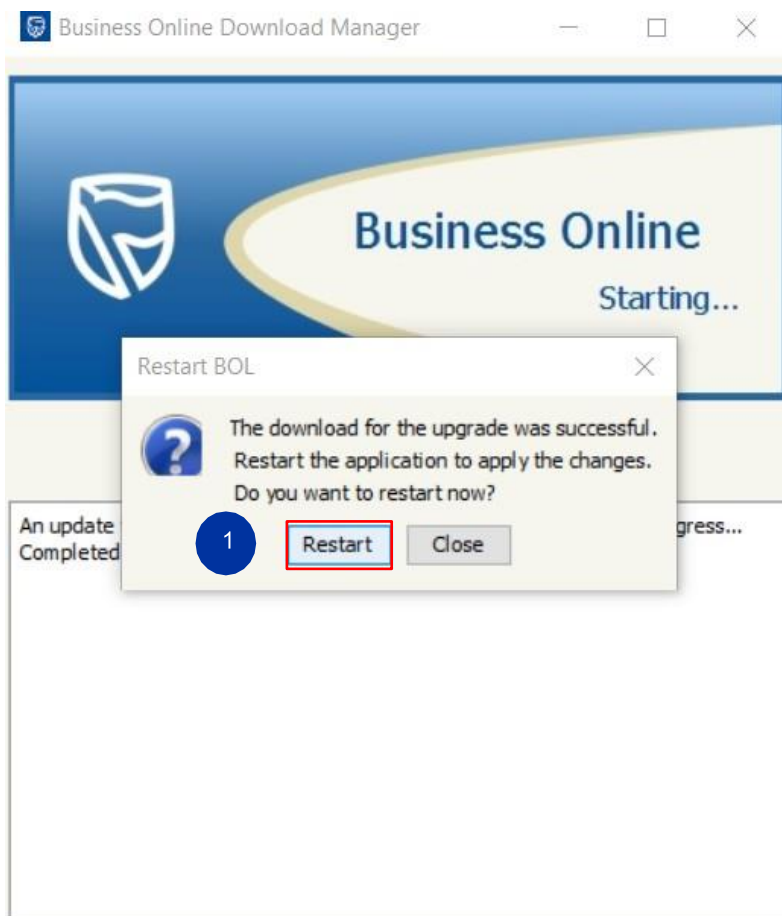 Business Online Download Manager
Business Online
Starting...
Restart BOL
The download for the upgrade was successful.
Restart the application to apply the changes.
Do you want to restart now?
1
Restart
Close
An update
gress...
Completed